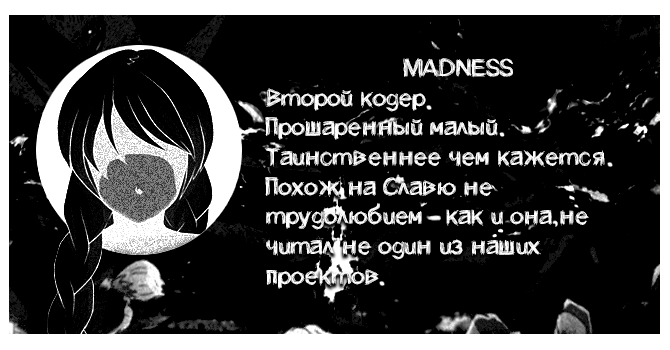 MADNESS
Второй кодер.
Прошаренный малый.
Таинственнее чем кажется.
Похож на Славю не
трудолюбием - как и она,не
читал не один из наших
проектов.